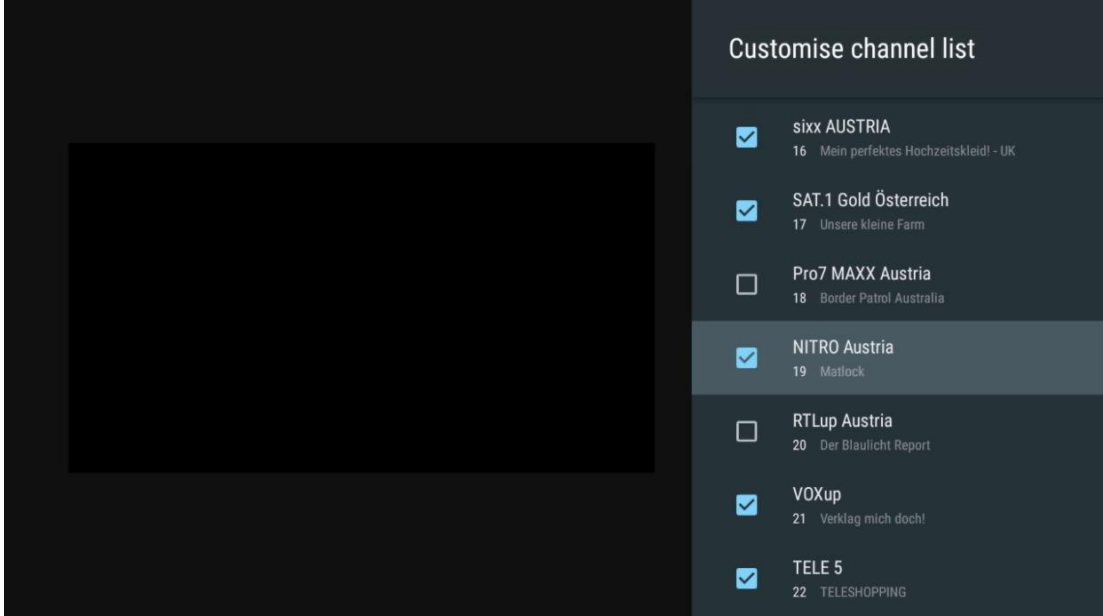 Customise channel list
sixx AUSTRIA
16 Mein perfektes Hochzeitskleid! - UK
SAT.1 Gold Österreich
17 Unsere kleine Farm
Pro7 MAXX Austria
18 Border Patrol Australia
NITRO Austria
19 Matlock
RTLup Austria
20 Der Blaulicht Report
VOXup
21 Verklag mich doch!
TELE 5
22 TELESHOPPING